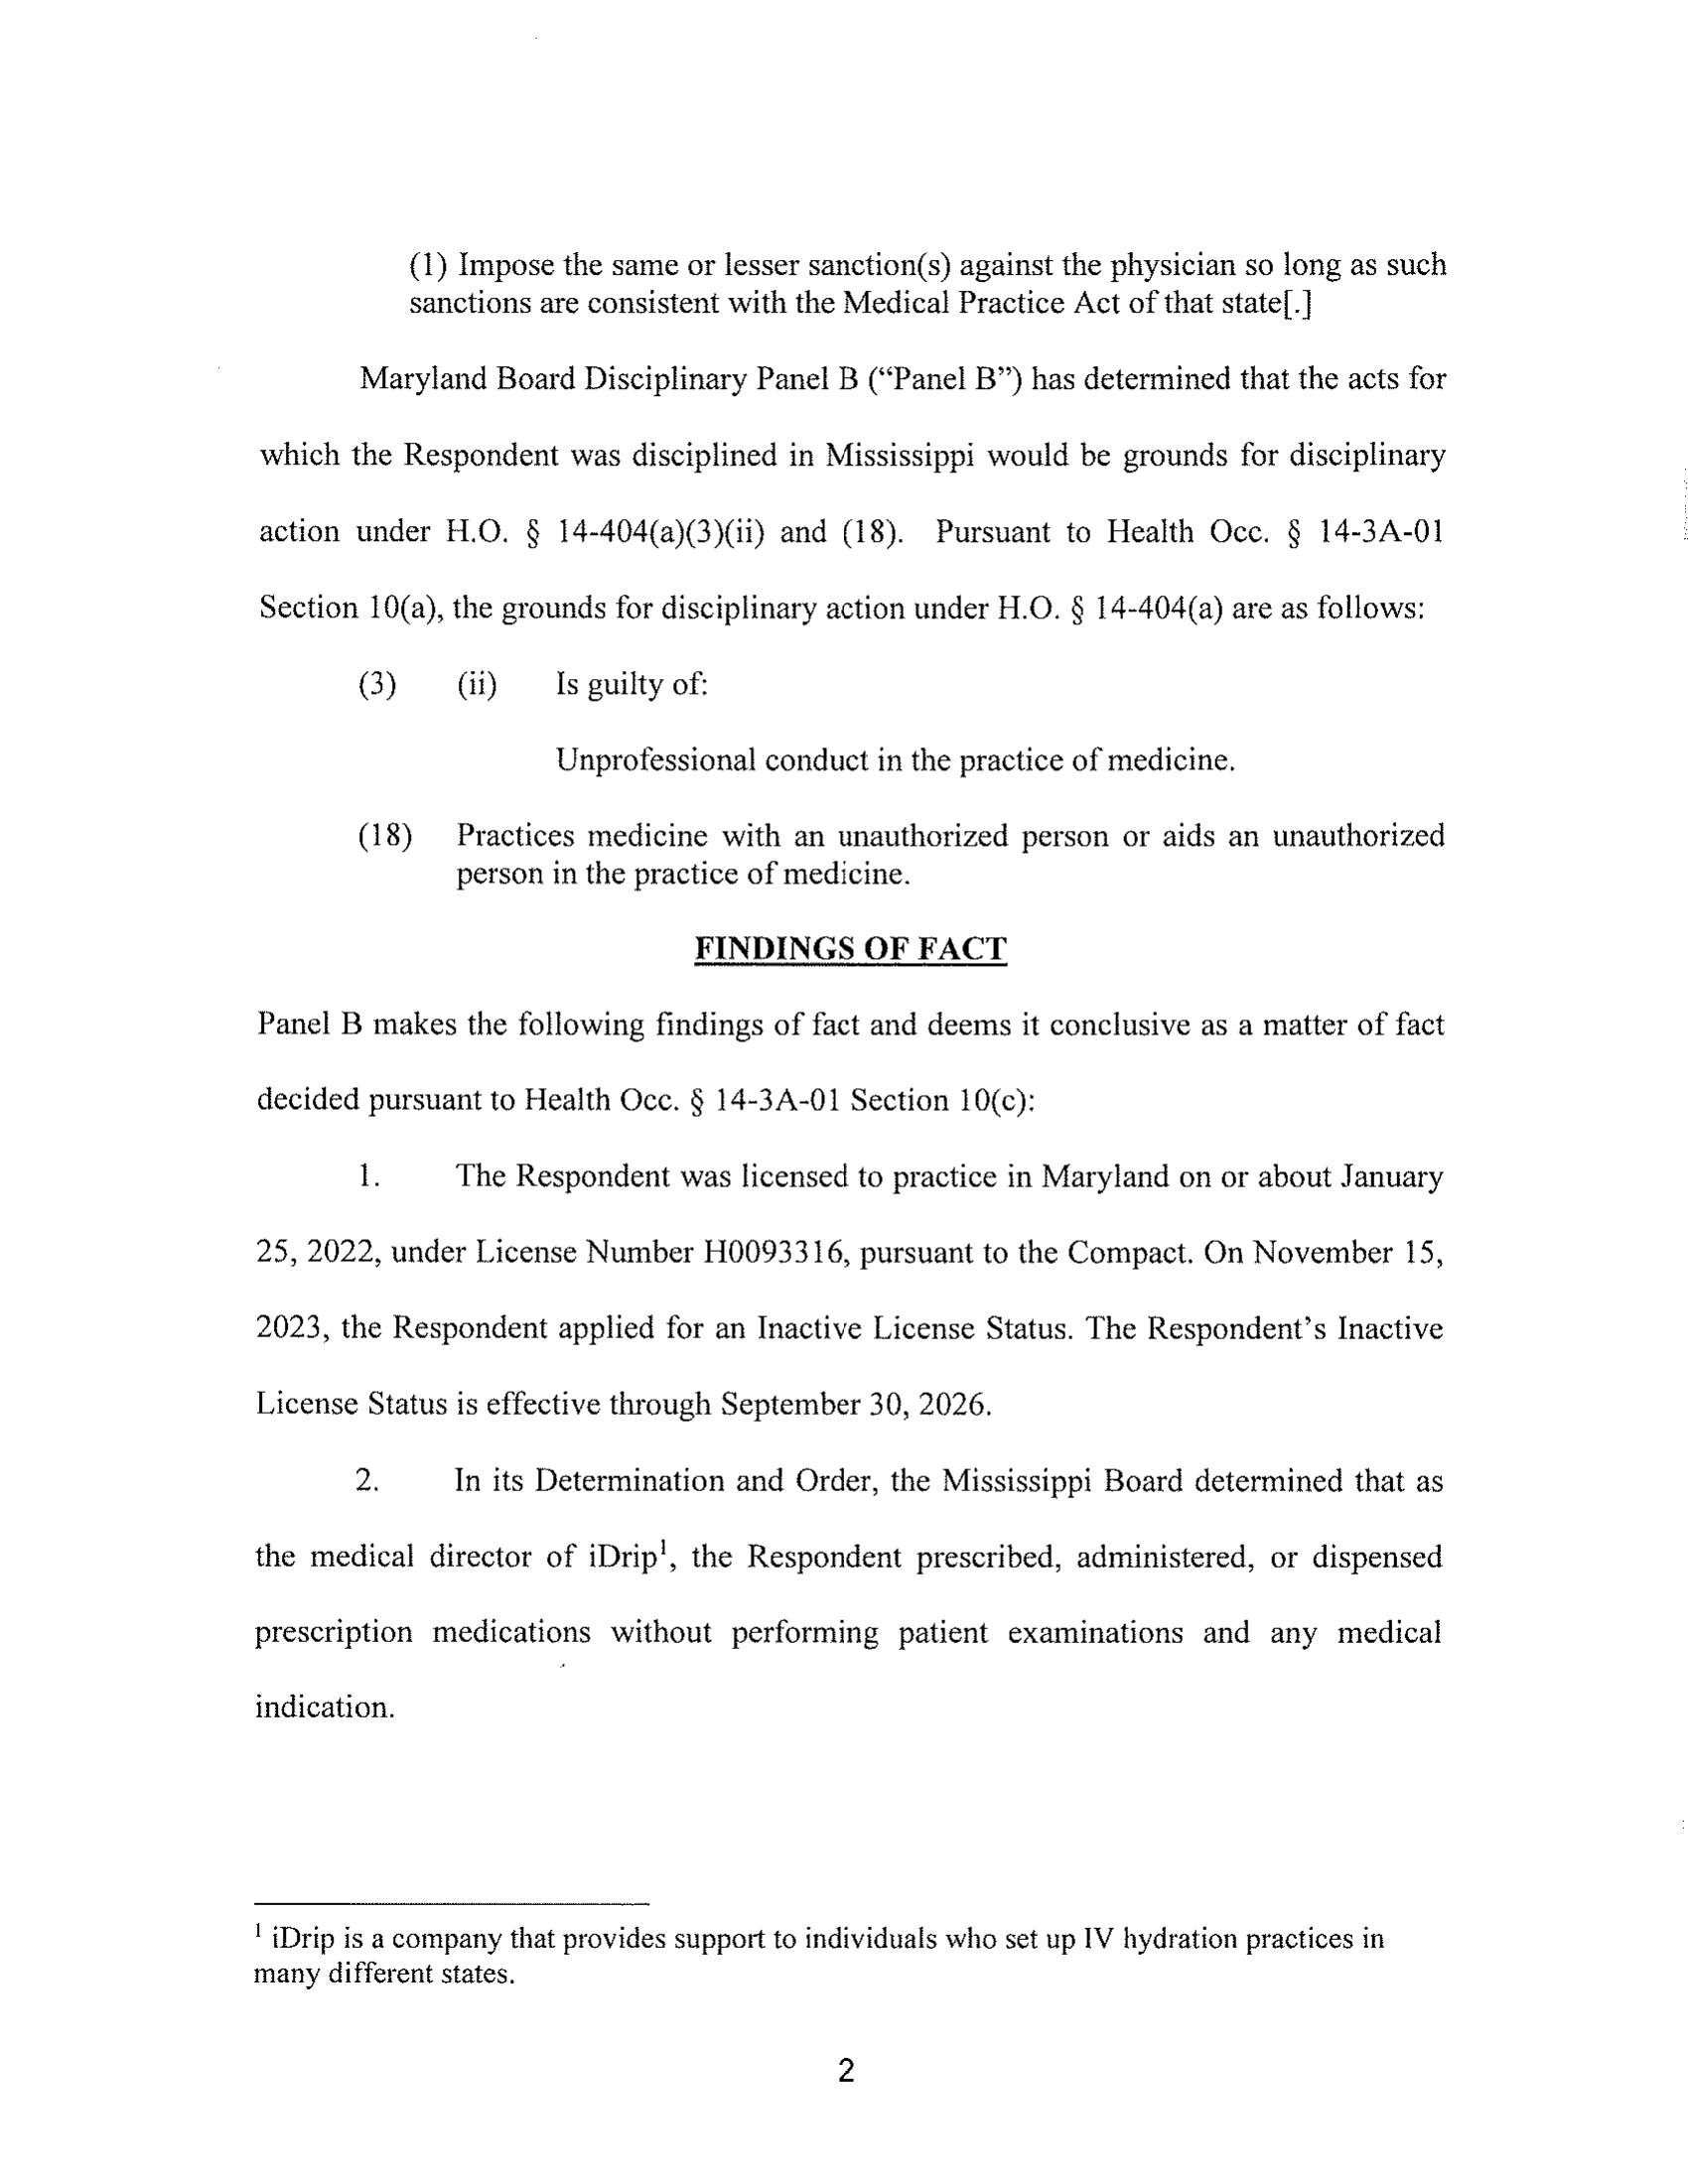 (1) Impose the same or lesser sanction(s) against the physician so long as such
sanctions are consistent with the Medical Practice Act of that state[.]
Maryland Board Disciplinary Panel B (“Panel B”) has determined that the acts for
which the Respondent was disciplined in Mississippi would be grounds for disciplinary
action under H.O. § 14-404(a)(3)(ii) and (18). Pursuant to Health Occ. § 14-3A-01
Section 10(a), the grounds for disciplinary action under H.O. § 14-404(a) are as follows:
(3) (ii) Is guilty of:
Unprofessional conduct in the practice of medicine.
(18) Practices medicine with an unauthorized person or aids an unauthorized
person in the practice of medicine.
FINDINGS OF FACT
Panel B makes the following findings of fact and deems it conclusive as a matter of fact
decided pursuant to Health Occ. § 14-3A-01 Section 10(c):
1. The Respondent was licensed to practice in Maryland on or about January
25, 2022, under License Number H0093316, pursuant to the Compact. On November 15,
2023, the Respondent applied for an Inactive License Status. The Respondent’s Inactive
License Status is effective through September 30, 2026.
2. In its Determination and Order, the Mississippi Board determined that as
the medical director of iDrip¹, the Respondent prescribed, administered, or dispensed
prescription medications without performing patient examinations and any medical
indication.
¹ iDrip is a company that provides support to individuals who set up IV hydration practices in
many different states.
2